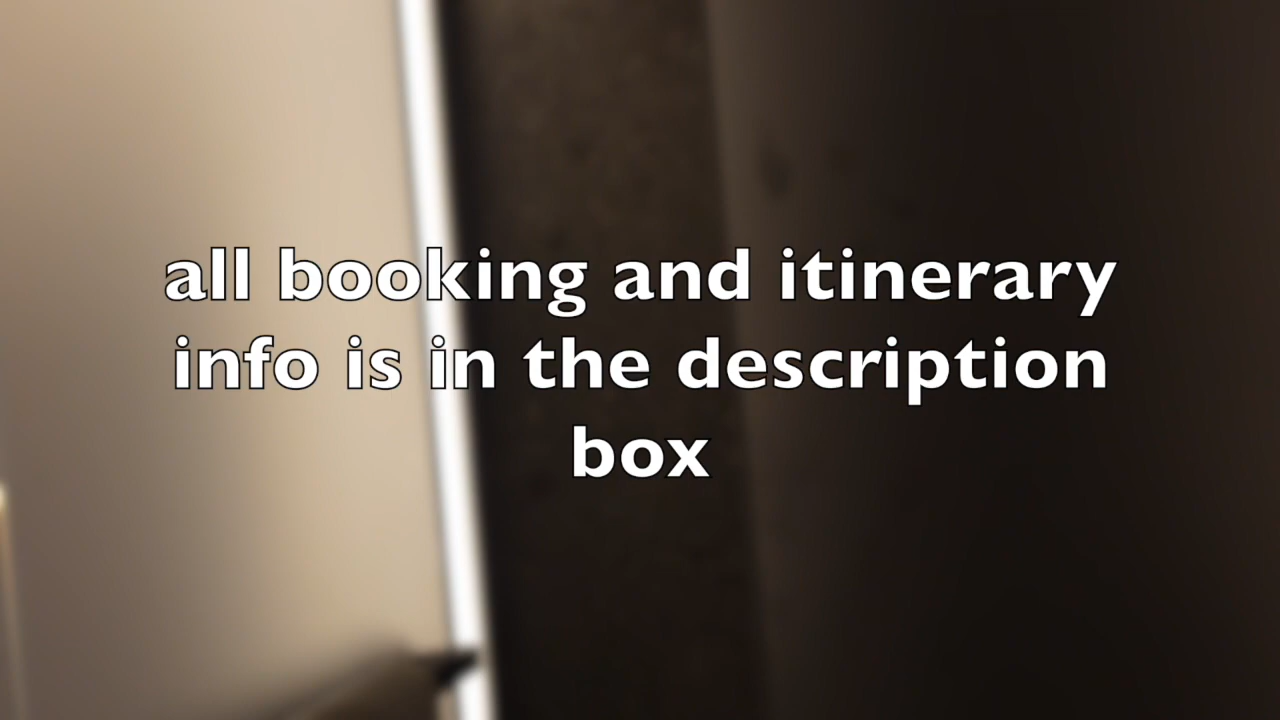 all booking and itinerary
info is in the description
box